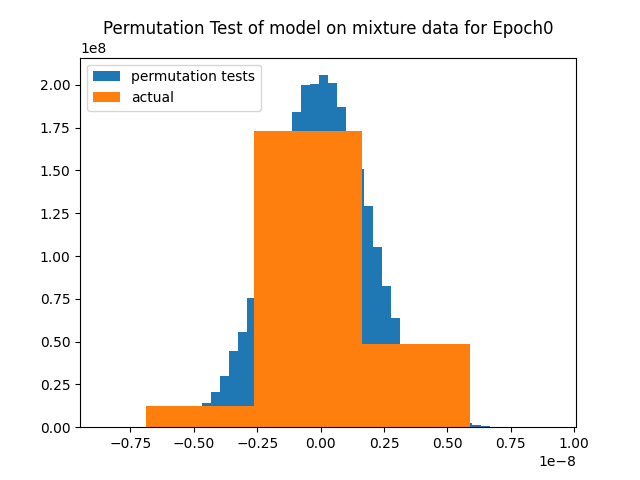 Permutation Test of model on mixture data for Epoch0
1e8
permutation tests
actual
2.00
1.75
1.50
1.25
1.00
0.75
0.50
0.25
0.00
−0.75 −0.50 −0.25 0.00 0.25 0.50 0.75 1.00
1e−8